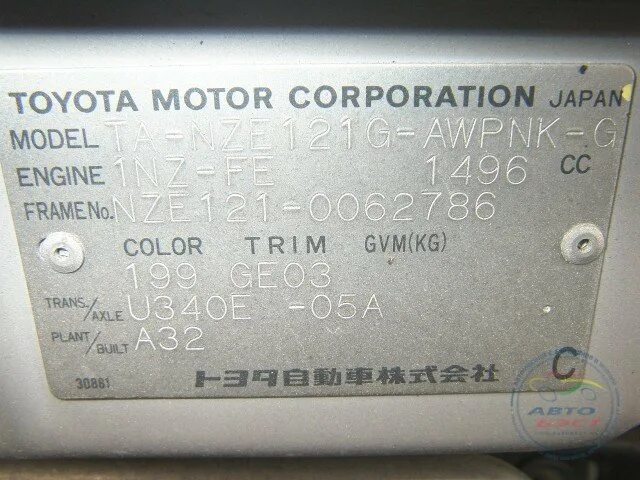 TOYOTA MOTOR CORPORATION JAPAN
MODEL TA-NZE121G-AWPNK-G
ENGINE 1NZ-FE 1496 CC
FRAME No. NZE121-0062786
C COLOR TRIM GVM(KG)
199 GE03
TRANS./AXLE U340E -05A
PLANT/BUILT A32
30881 トヨタ自動車株式会社 C
АВТО
БАЗА